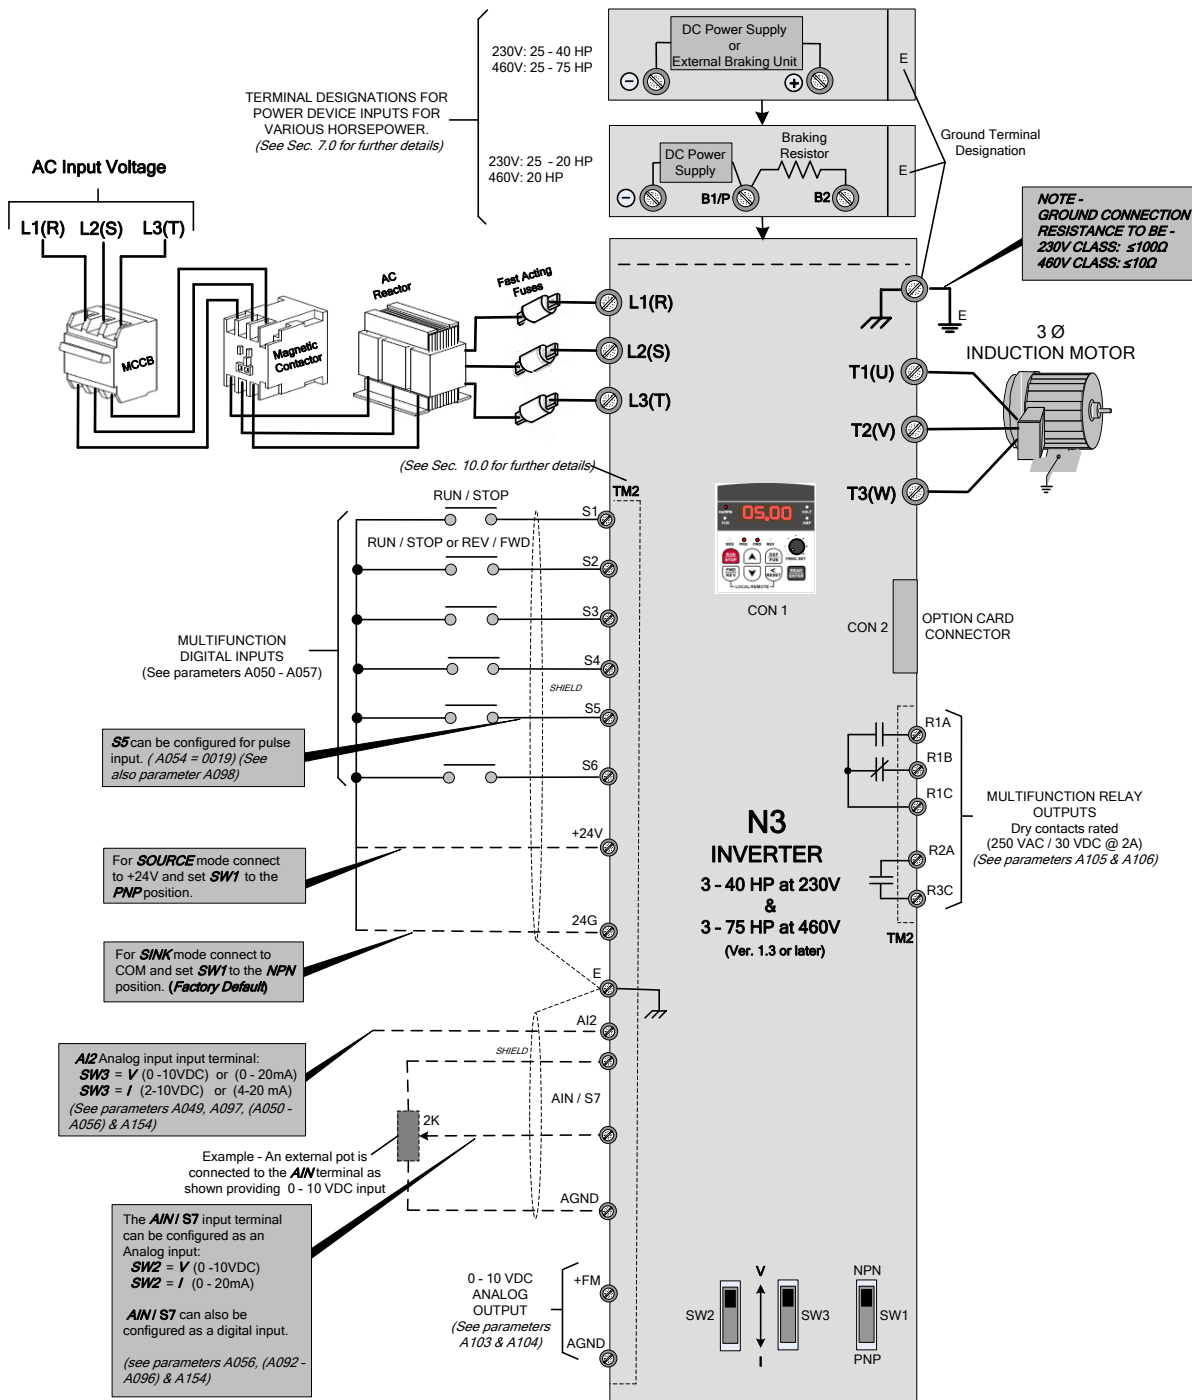 230V: 25 - 40 HP
460V: 25 - 75 HP
DC Power Supply
or
External Braking Unit
E
TERMINAL DESIGNATIONS FOR
POWER DEVICE INPUTS FOR
VARIOUS HORSEPOWER.
(See Sec. 7.0 for further details)
230V: 25 - 20 HP
460V: 20 HP
DC Power
Supply
Braking
Resistor
B1/P
B2
E
Ground Terminal
Designation
NOTE -
GROUND CONNECTION
RESISTANCE TO BE -
230V CLASS: ≤100Ω
460V CLASS: ≤10Ω
AC Input Voltage
L1(R) L2(S) L3(T)
MCCB
Magnetic
Contactor
AC
Reactor
Fast Acting
Fuses
L1(R)
L2(S)
L3(T)
E
3 Ø
INDUCTION MOTOR
T1(U)
T2(V)
T3(W)
(See Sec. 10.0 for further details)
TM2
RUN / STOP
S1
RUN / STOP or REV / FWD
S2
S3
S4
SHIELD
S5
S6
MULTIFUNCTION
DIGITAL INPUTS
(See parameters A050 - A057)
S5 can be configured for pulse
input. ( A054 = 0019) (See
also parameter A098)
05.00
RUN
STOP
DSP
FUN
FWD
REV
<
RESET
READ
ENTER
LOCAL/REMOTE
CON 1
CON 2
OPTION CARD
CONNECTOR
R1A
R1B
R1C
R2A
R3C
TM2
MULTIFUNCTION RELAY
OUTPUTS
Dry contacts rated
(250 VAC / 30 VDC @ 2A)
(See parameters A105 & A106)
N3
INVERTER
3 - 40 HP at 230V
&
3 - 75 HP at 460V
(Ver. 1.3 or later)
+24V
For SOURCE mode connect
to +24V and set SW1 to the
PNP position.
24G
For SINK mode connect to
COM and set SW1 to the NPN
position. (Factory Default)
E
AI2
SHIELD
AI2 Analog input input terminal:
SW3 = V (0 -10VDC) or (0 - 20mA)
SW3 = I (2-10VDC) or (4-20 mA)
(See parameters A049, A097, (A050 -
A056) & A154)
AIN / S7
2K
Example - An external pot is
connected to the AIN terminal as
shown providing 0 - 10 VDC input
AGND
The AIN / S7 input terminal
can be configured as an
Analog input:
SW2 = V (0 -10VDC)
SW2 = I (0 - 20mA)
AIN / S7 can also be
configured as a digital input.
(see parameters A056, (A092 -
A096) & A154)
0 - 10 VDC
ANALOG
OUTPUT
(See parameters
A103 & A104)
+FM
AGND
V
I
SW2
SW3
NPN
SW1
PNP